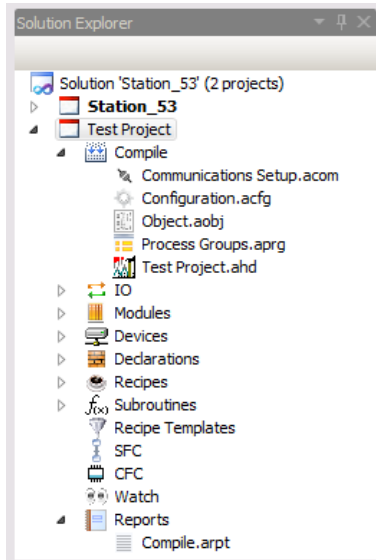 Solution Explorer
Solution 'Station_53' (2 projects)
Station_53
Test Project
Compile
Communications Setup.acom
Configuration.acfg
Object.aobj
Process Groups.aprg
Test Project.ahd
IO
Modules
Devices
Declarations
Recipes
f(x) Subroutines
Recipe Templates
SFC
CFC
Watch
Reports
Compile.arpt